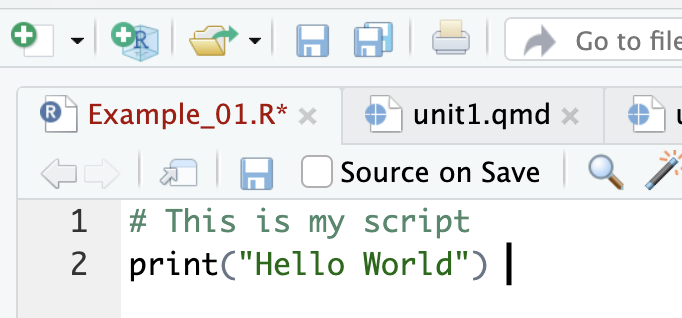 R
Go to file
R Example_01.R* unit1.qmd
Source on Save
1 # This is my script
2 print("Hello World")